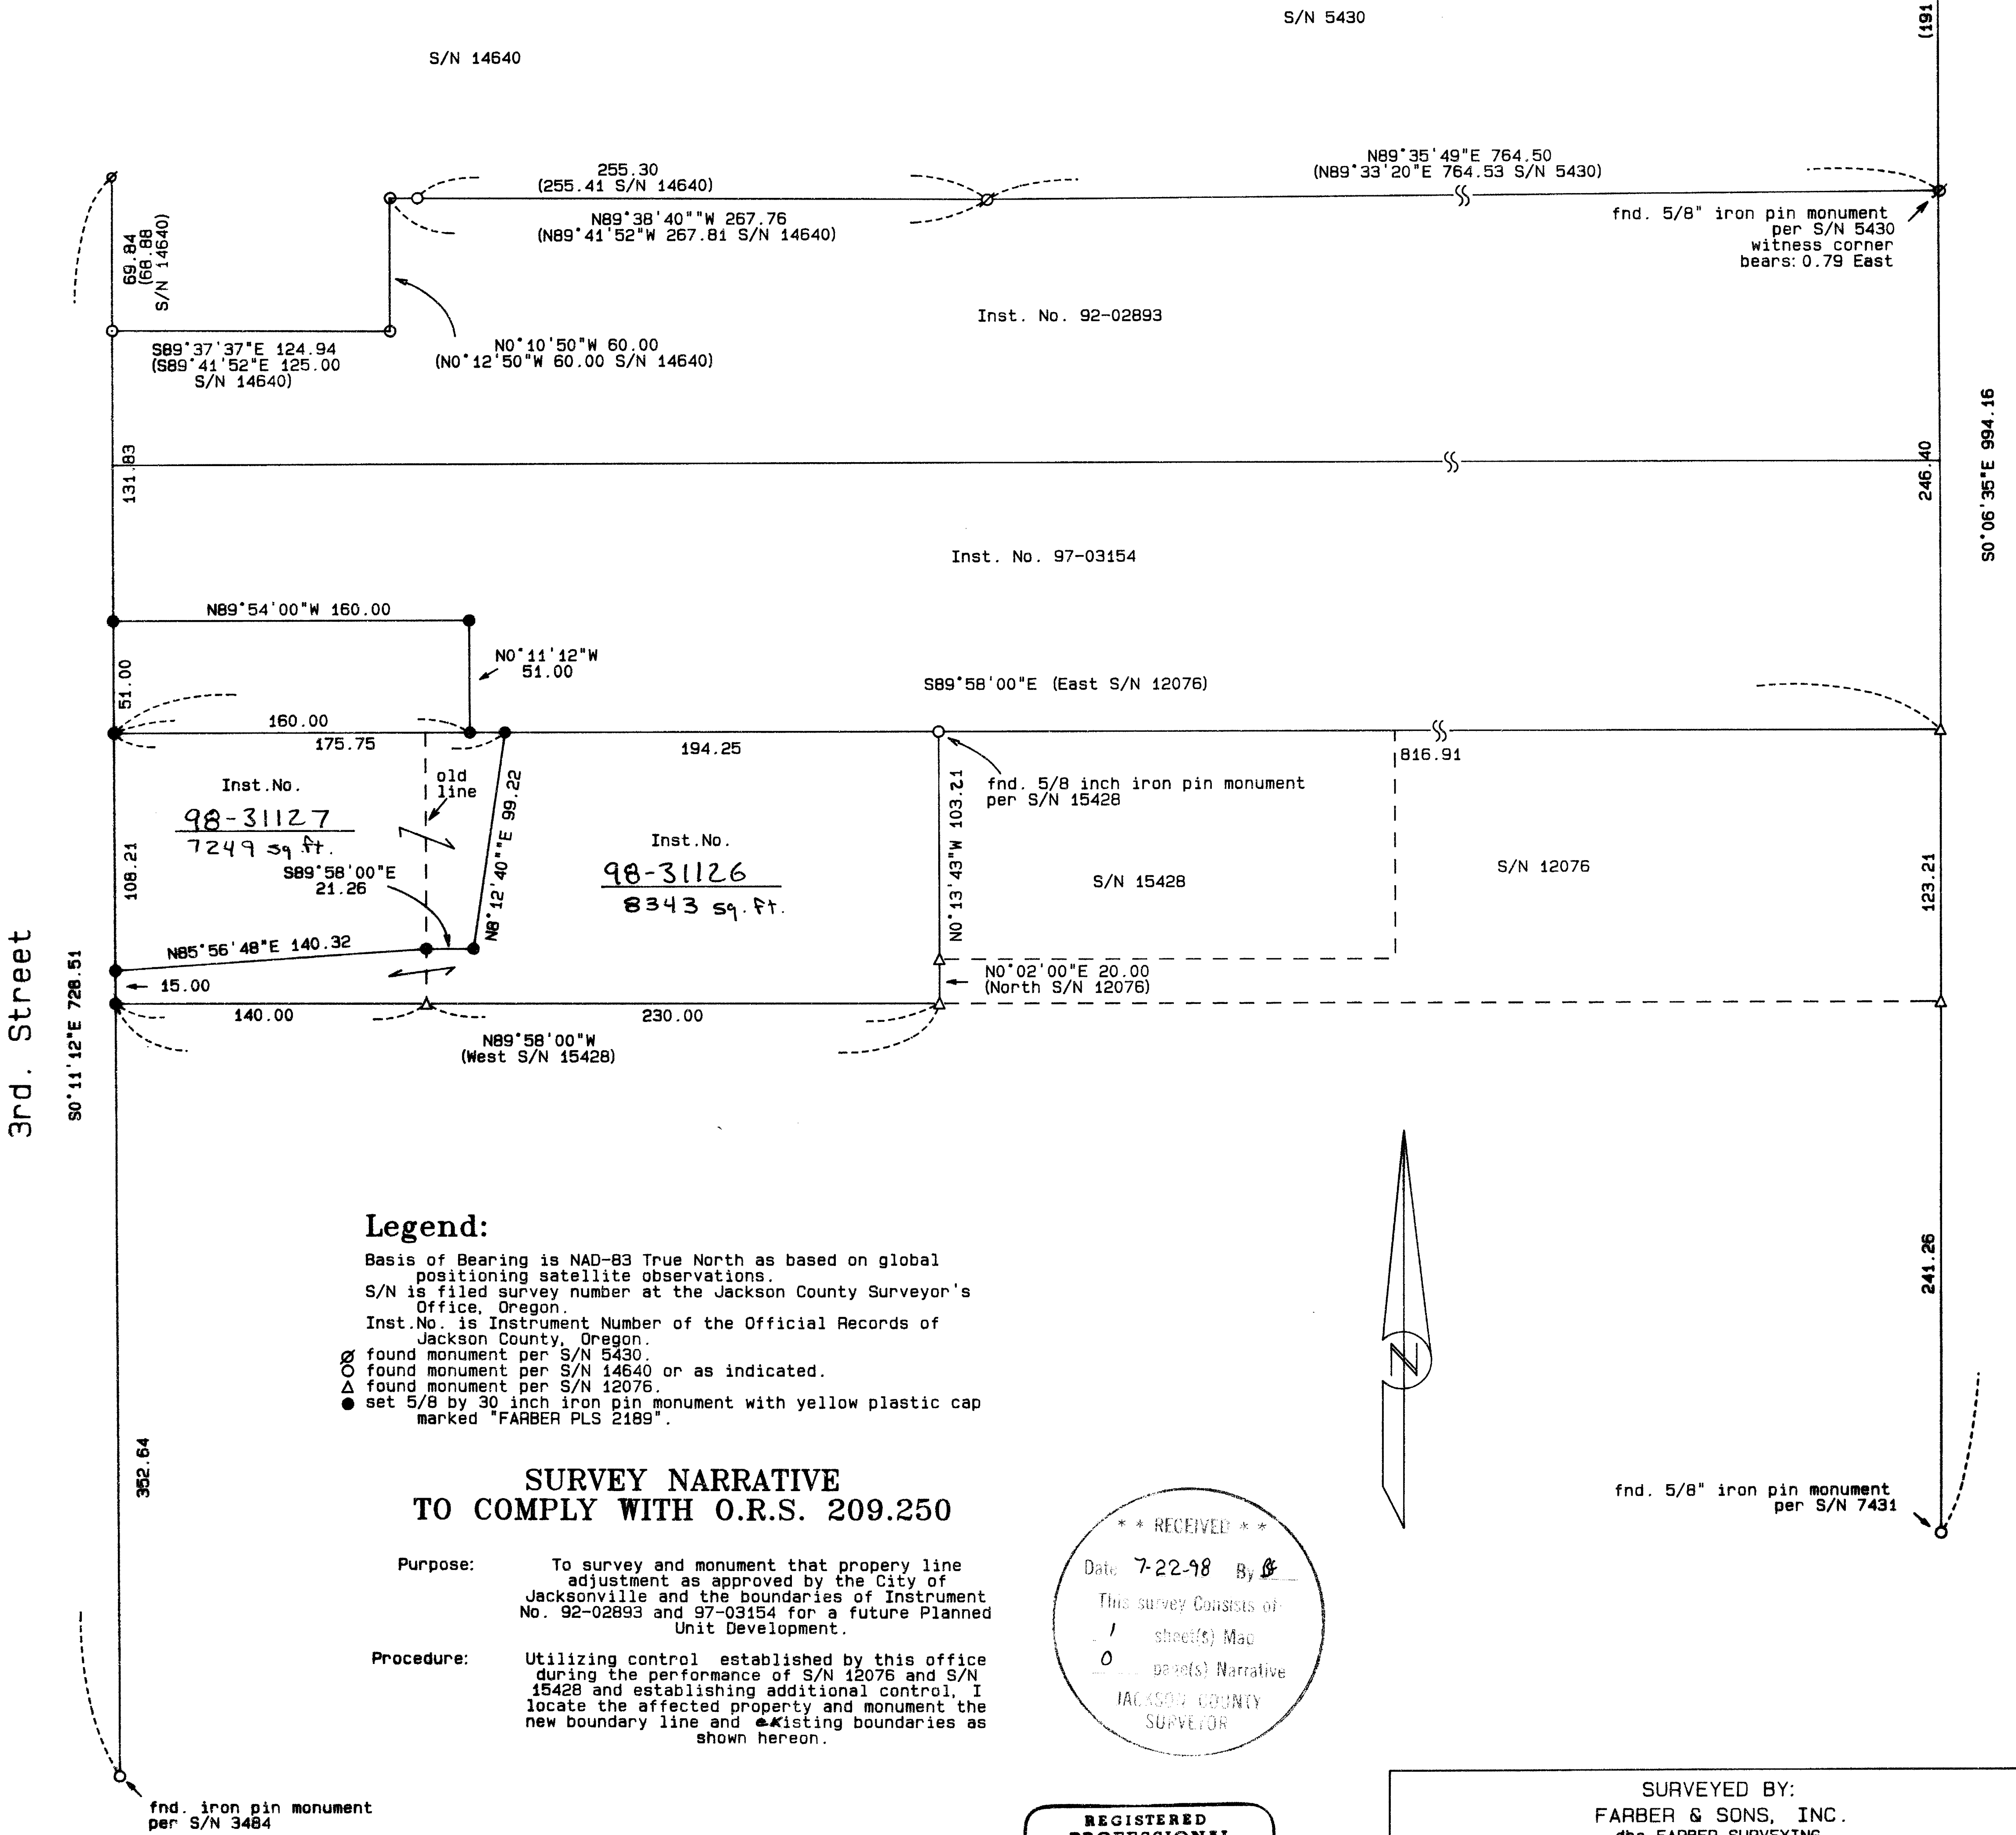 S/N 5430
S/N 14640
(191
255.30
(255.41 S/N 14640)
N89°38'40""W 267.76
(N89°41'52"W 267.81 S/N 14640)
N89°35'49"E 764.50
(N89°33'20"E 764.53 S/N 5430)
fnd. 5/8" iron pin monument
per S/N 5430
witness corner
bears: 0.79 East
69.84
(68.88
S/N 14640)
S89°37'37"E 124.94
(S89°41'52"E 125.00
S/N 14640)
N0°10'50"W 60.00
(N0°12'50"W 60.00 S/N 14640)
Inst. No. 92-02893
131.83
246.40
S0°06'35"E 994.16
Inst. No. 97-03154
N89°54'00"W 160.00
N0°11'12"W
51.00
51.00
S89°58'00"E (East S/N 12076)
160.00
175.75
194.25
816.91
old
line
fnd. 5/8 inch iron pin monument
per S/N 15428
Inst.No.
98-31127
7249 sq.ft.
N8°12'40""E 99.22
Inst.No.
98-31126
8343 sq.ft.
N0°13'43"W 103.21
S/N 15428
S/N 12076
108.21
123.21
S89°58'00"E
21.26
N85°56'48"E 140.32
15.00
N0°02'00"E 20.00
(North S/N 12076)
140.00
230.00
N89°58'00"W
(West S/N 15428)
3rd. Street
S0°11'12"E 728.51
352.64
241.26
Legend:
Basis of Bearing is NAD-83 True North as based on global
positioning satellite observations.
S/N is filed survey number at the Jackson County Surveyor's
Office, Oregon.
Inst.No. is Instrument Number of the Official Records of
Jackson County, Oregon.
found monument per S/N 5430.
found monument per S/N 14640 or as indicated.
found monument per S/N 12076.
set 5/8 by 30 inch iron pin monument with yellow plastic cap
marked "FARBER PLS 2189".
N
SURVEY NARRATIVE
TO COMPLY WITH O.R.S. 209.250
Purpose: To survey and monument that propery line
adjustment as approved by the City of
Jacksonville and the boundaries of Instrument
No. 92-02893 and 97-03154 for a future Planned
Unit Development.
Procedure: Utilizing control established by this office
during the performance of S/N 12076 and S/N
15428 and establishing additional control, I
locate the affected property and monument the
new boundary line and existing boundaries as
shown hereon.
* * RECEIVED * *
Date 7-22-98 By
This survey Consists of
1 sheet(s) Map
0 page(s) Narrative
JACKSON COUNTY
SURVEYOR
fnd. 5/8" iron pin monument
per S/N 7431
fnd. iron pin monument
per S/N 3484
REGISTERED
PROFESSIONAL
SURVEYED BY:
FARBER & SONS, INC.
dba FARBER SURVEYING